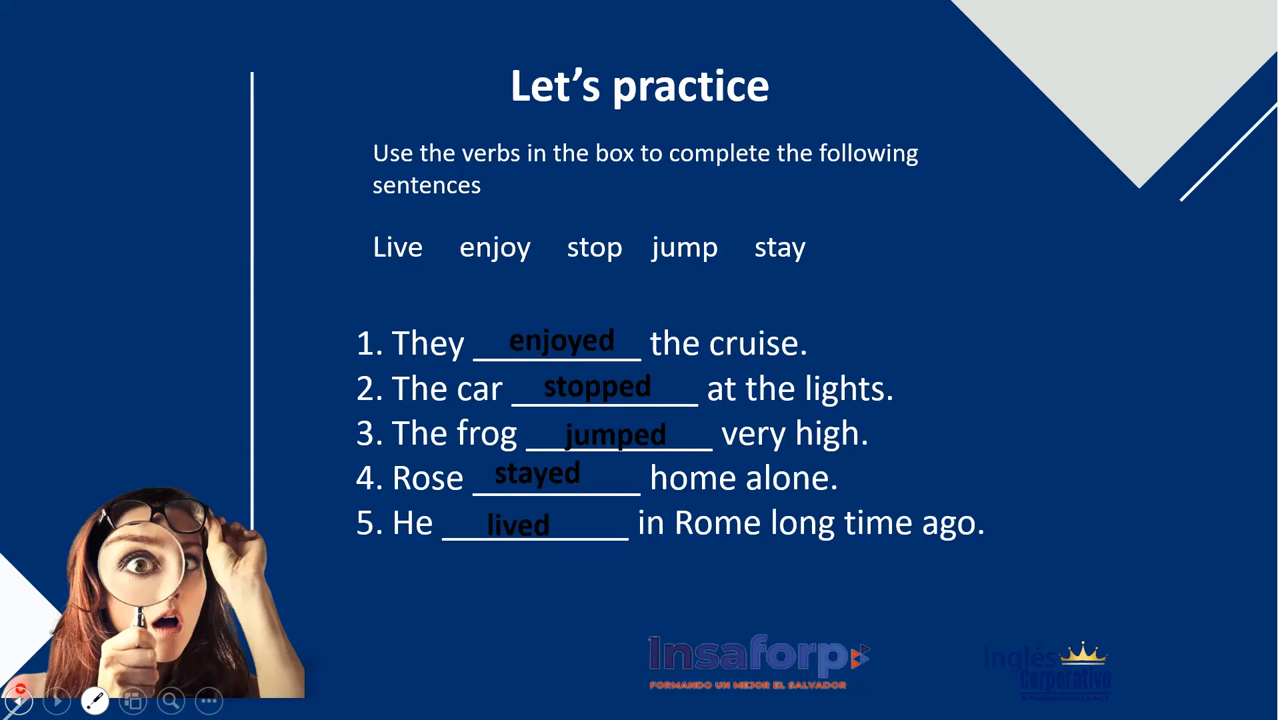 Let's practice
Use the verbs in the box to complete the following
sentences
Live enjoy stop jump stay
1. They enjoyed the cruise.
2. The car stopped at the lights.
3. The frog jumped very high.
4. Rose stayed home alone.
5. He lived in Rome long time ago.
Insaforp
FORMANDO UN MEJOR EL SALVADOR
inglés
corporativo